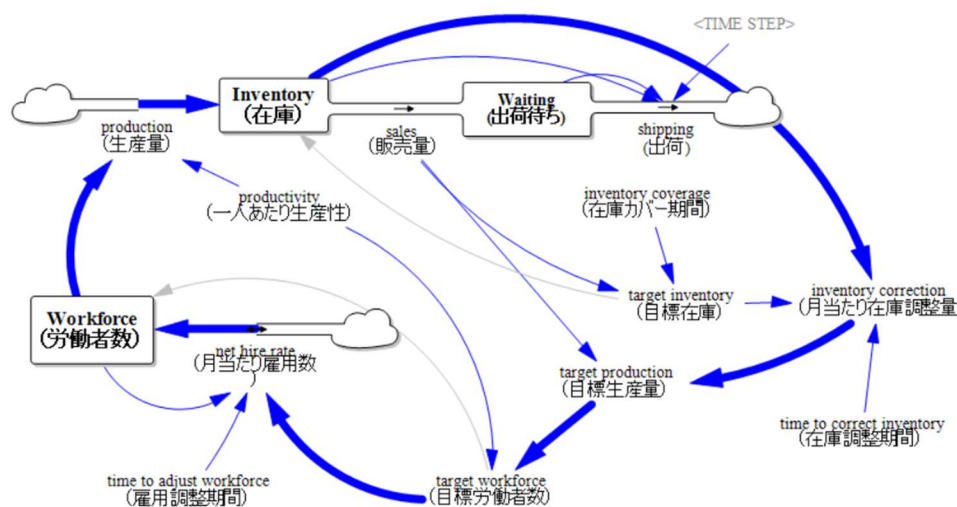 <TIME STEP>
Inventory
(在庫)
Waiting
(出荷待ち)
production
(生産量)
sales
(販売量)
shipping
(出荷)
productivity
(一人あたり生産性)
inventory coverage
(在庫カバー期間)
target inventory
(目標在庫)
inventory correction
(月当たり在庫調整量)
Workforce
(労働者数)
net hire rate
(月当たり雇用数
)
target production
(目標生産量)
time to correct inventory
(在庫調整期間)
time to adjust workforce
(雇用調整期間)
target workforce
(目標労働者数)